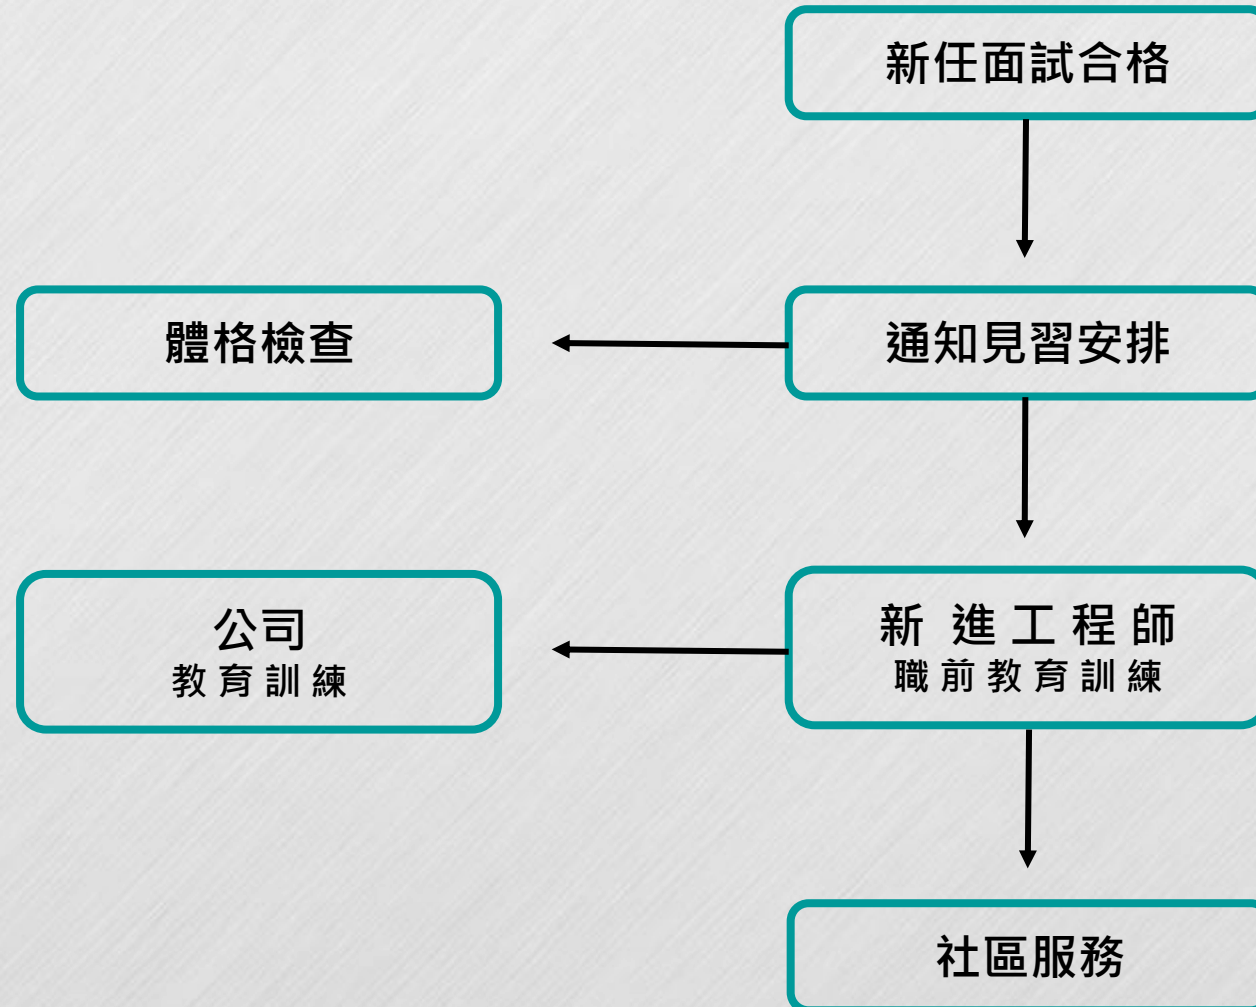 新任面試合格
體格檢查
通知見習安排
公司
教育訓練
新進工程師
職前教育訓練
社區服務